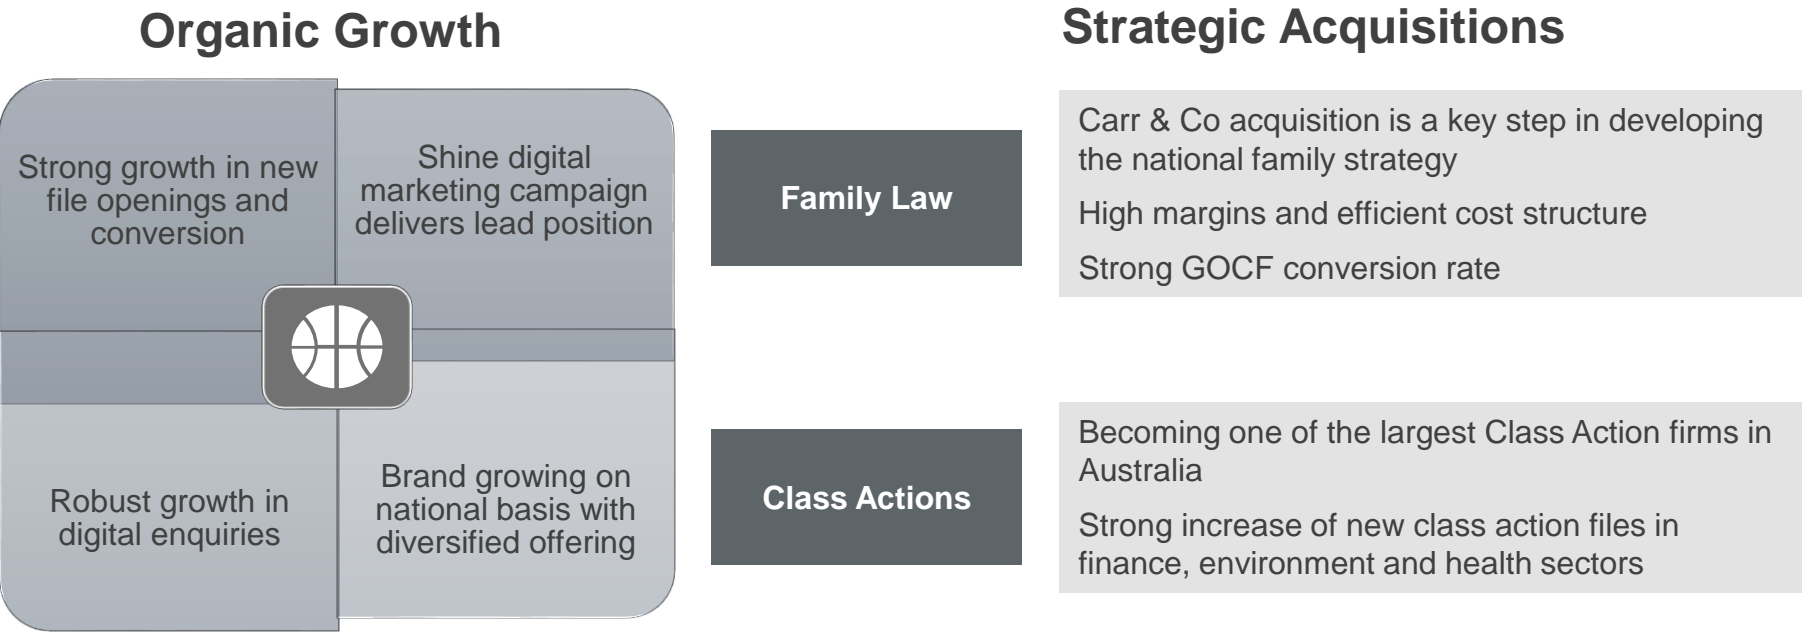 Organic Growth
Strong growth in new
file openings and
conversion
Shine digital
marketing campaign
delivers lead position
Robust growth in
digital enquiries
Brand growing on
national basis with
diversified offering
Strategic Acquisitions
Family Law
Carr & Co acquisition is a key step in developing
the national family strategy
High margins and efficient cost structure
Strong GOCF conversion rate
Class Actions
Becoming one of the largest Class Action firms in
Australia
Strong increase of new class action files in
finance, environment and health sectors